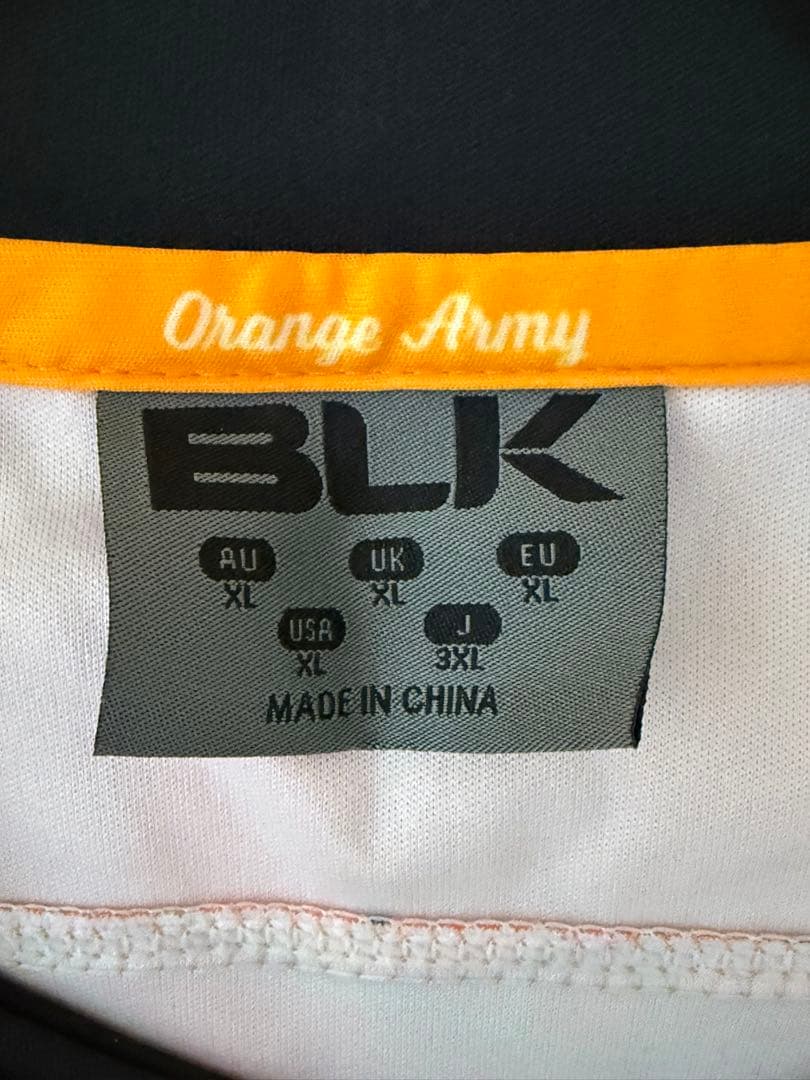 Orange Army
BLK
AU UK EU
XL XL XL
USA J
XL 3XL
MADE IN CHINA